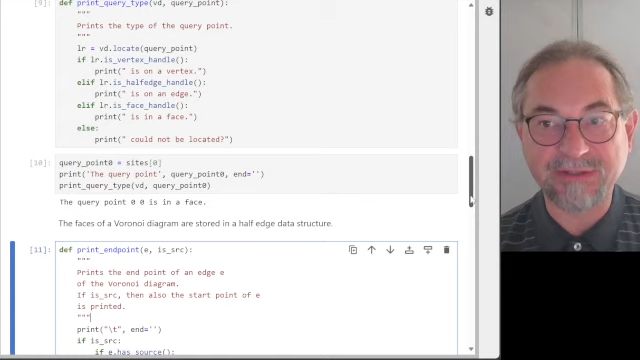 [9]: def print_query_type(vd, query_point):
"""
Prints the type of the query point.
"""
lr = vd.locate(query_point)
if lr.is_vertex_handle():
print(" is on a vertex.")
elif lr.is_halfedge_handle():
print(" is on an edge.")
elif lr.is_face_handle():
print(" is in a face.")
else:
print(" could not be located?")
[10]: query_point0 = sites[0]
print('The query point', query_point0, end='')
print_query_type(vd, query_point0)
The query point 0 0 is in a face.
The faces of a Voronoi diagram are stored in a half edge data structure.
[11]: def print_endpoint(e, is_src):
"""
Prints the end point of an edge e
of the Voronoi diagram.
If is_src, then also the start point of e
is printed.
"""
print("\t", end='')
if is_src:
if e.has_source():